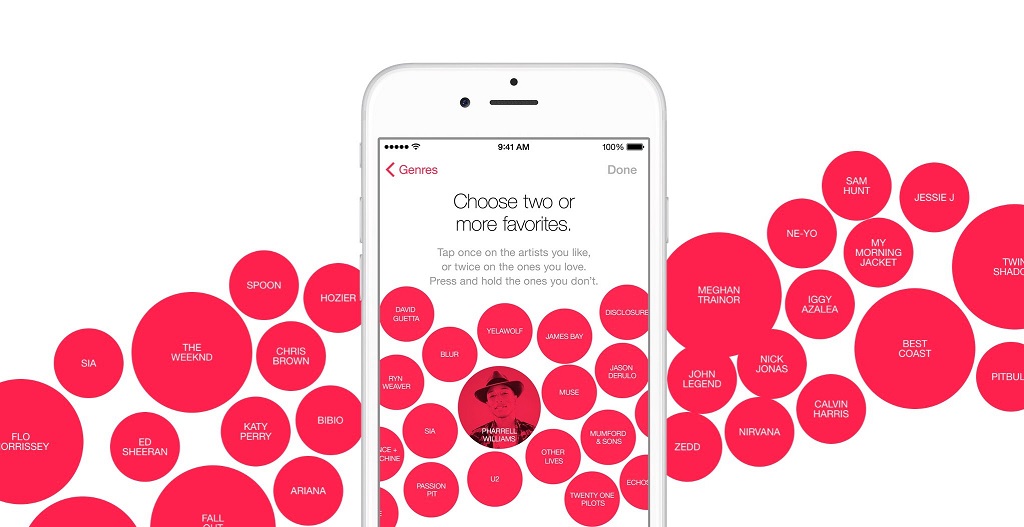 9:41 AM
100%
Genres
Done
Choose two or
more favorites.
Tap once on the artists you like,
or twice on the ones you love.
Press and hold the ones you don't.
SPOON
HOZIER
SIA
THE
WEEKND
CHRIS
BROWN
FLO
MORRISSEY
ED
SHEERAN
KATY
PERRY
BIBIO
ARIANA
FALL
OUT
DAVID
GUETTA
YELAWOLF
JAMES BAY
DISCLOSURE
BLUR
RYN
WEAVER
JASON
DERULO
MUSE
PHARRELL
WILLIAMS
SIA
MUMFORD
& SONS
NCE +
CHINE
OTHER
LIVES
PASSION
PIT
U2
ECHOS
TWENTY ONE
PILOTS
SAM
HUNT
JESSIE J
NE-YO
MY
MORNING
JACKET
MEGHAN
TRAINOR
IGGY
AZALEA
TWIN
SHADO
BEST
COAST
NICK
JONAS
JOHN
LEGEND
PITBUL
CALVIN
HARRIS
NIRVANA
ZEDD